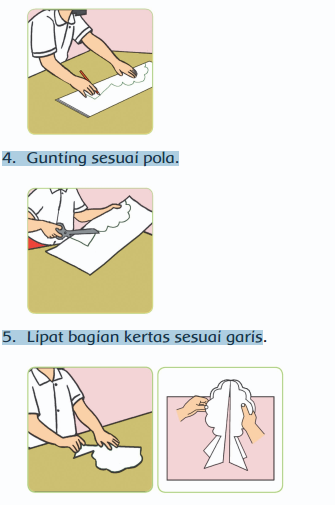 4. Gunting sesuai pola.
5. Lipat bagian kertas sesuai garis.